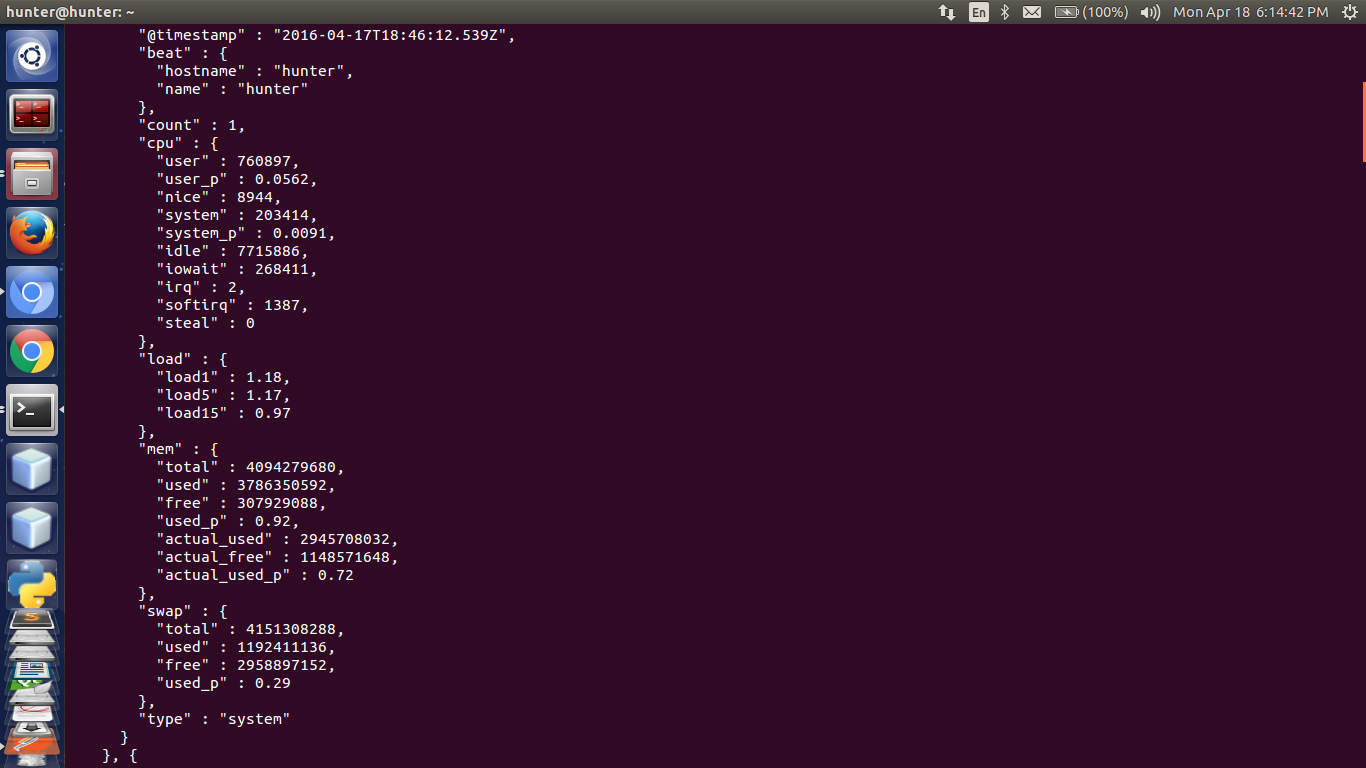 hunter@hunter: ~
En (100%) Mon Apr 18 6:14:42 PM
"@timestamp" : "2016-04-17T18:46:12.539Z",
"beat" : {
"hostname" : "hunter",
"name" : "hunter"
},
"count" : 1,
"cpu" : {
"user" : 760897,
"user_p" : 0.0562,
"nice" : 8944,
"system" : 203414,
"system_p" : 0.0091,
"idle" : 7715886,
"iowait" : 268411,
"irq" : 2,
"softirq" : 1387,
"steal" : 0
},
"load" : {
"load1" : 1.18,
"load5" : 1.17,
"load15" : 0.97
},
"mem" : {
"total" : 4094279680,
"used" : 3786350592,
"free" : 307929088,
"used_p" : 0.92,
"actual_used" : 2945708032,
"actual_free" : 1148571648,
"actual_used_p" : 0.72
},
"swap" : {
"total" : 4151308288,
"used" : 1192411136,
"free" : 2958897152,
"used_p" : 0.29
},
"type" : "system"
}
}, {